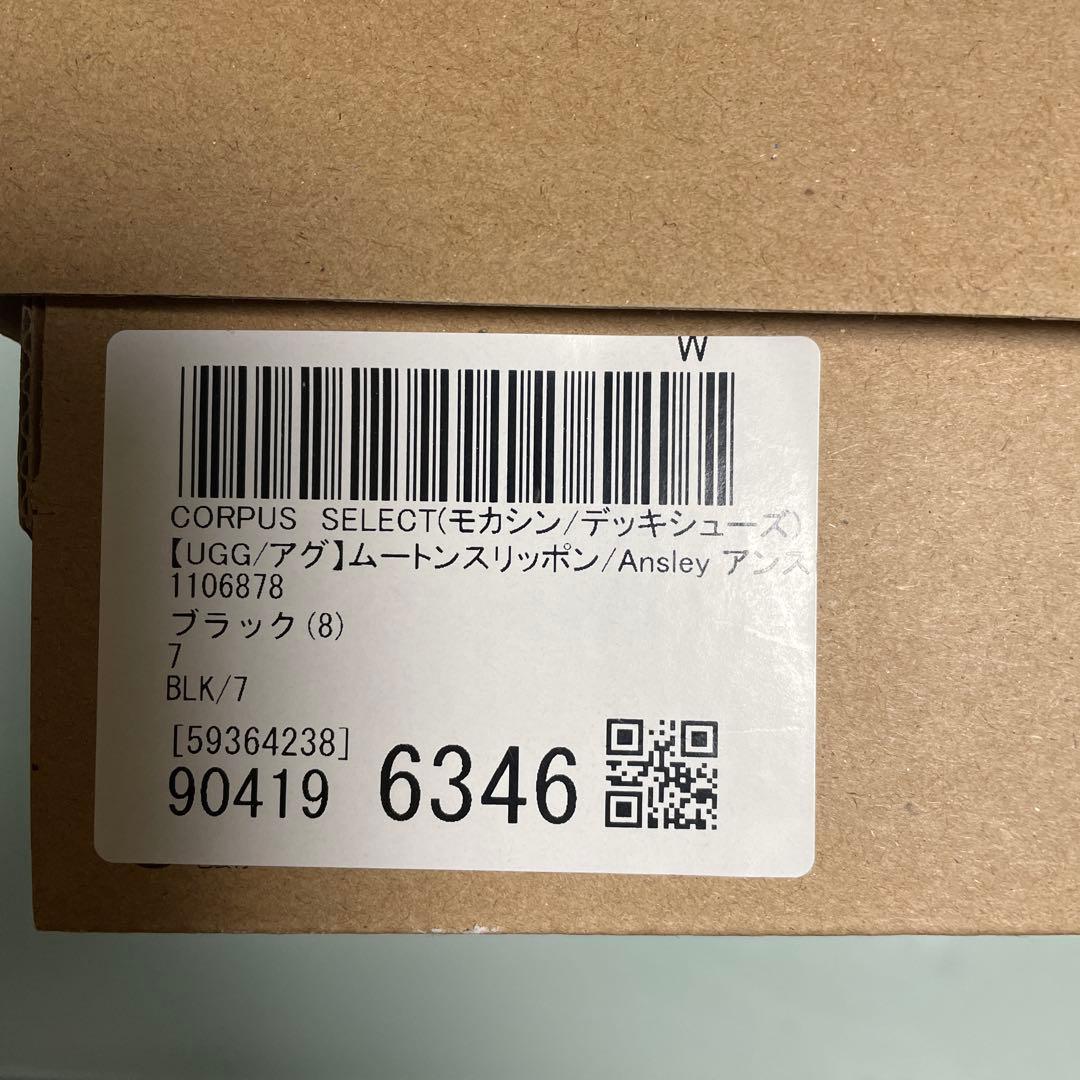 W
CORPUS SELECT(モカシン/デッキシューズ)
【UGG/アグ】ムートンスリッポン/Ansley アンス
1106878
ブラック(8)
7
BLK/7
[59364238]
90419 6346